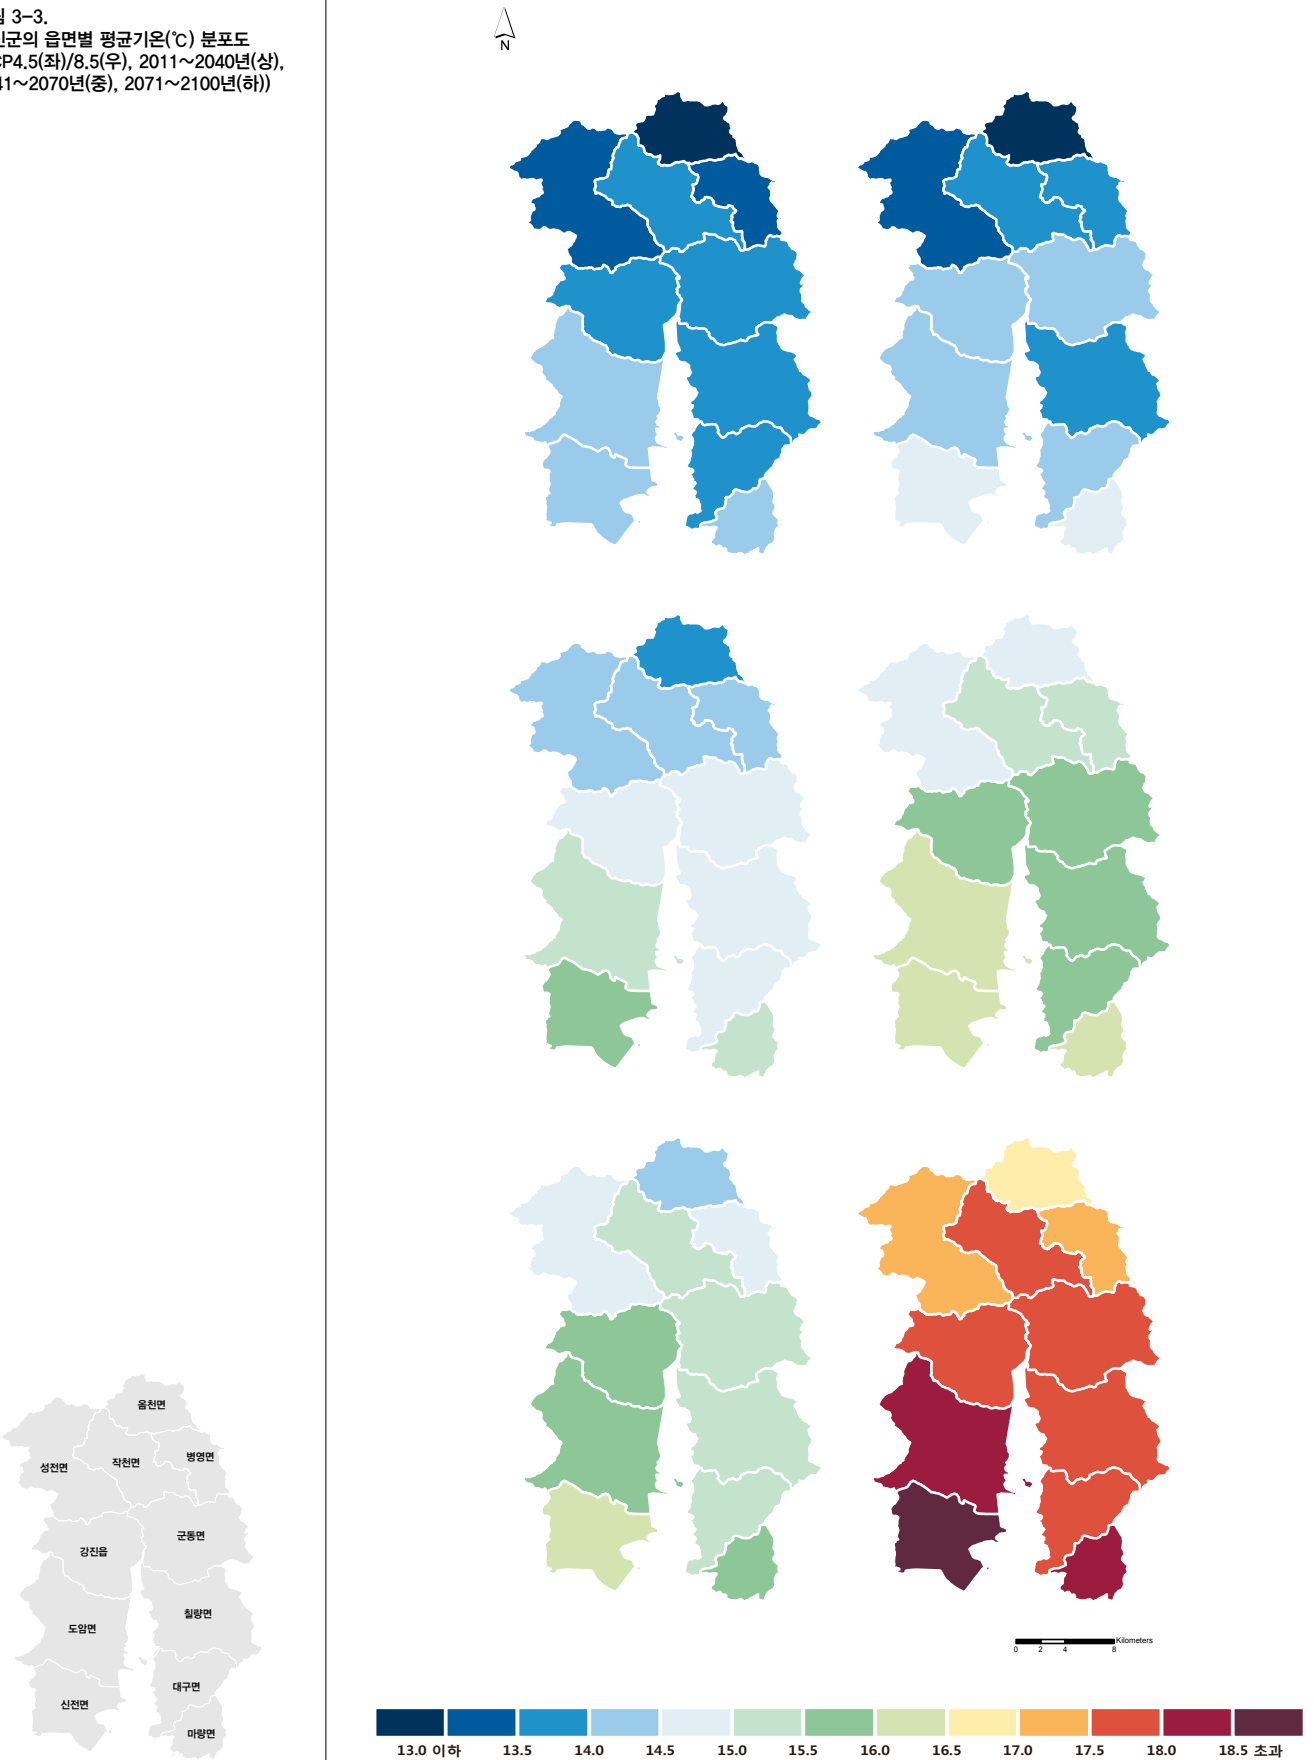 3-3.
군의 읍면별 평균기온(℃) 분포도
P4.5(좌)/8.5(우), 2011~2040년(상),
41~2070년(중), 2071~2100년(하))
N
옴천면
성전면
작천면
병영면
강진읍
군동면
도암면
칠량면
신전면
대구면
마량면
Kilometers
0 2 4 8
13.0 이하 13.5 14.0 14.5 15.0 15.5 16.0 16.5 17.0 17.5 18.0 18.5 초과